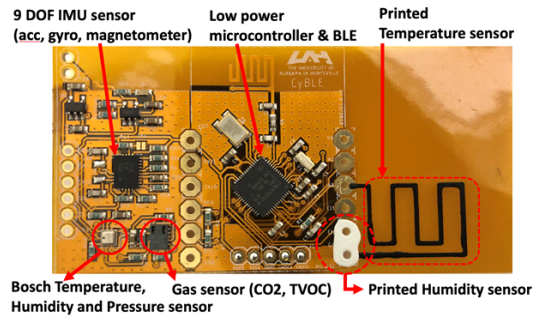 9 DOF IMU sensor
(acc, gyro, magnetometer)
Low power
microcontroller & BLE
Printed
Temperature sensor
THE UNIVERSITY OF
ALABAMA IN HUNTSVILLE
CyBLE
Bosch Temperature,
Humidity and Pressure sensor
Gas sensor (CO2, TVOC)
Printed Humidity sensor